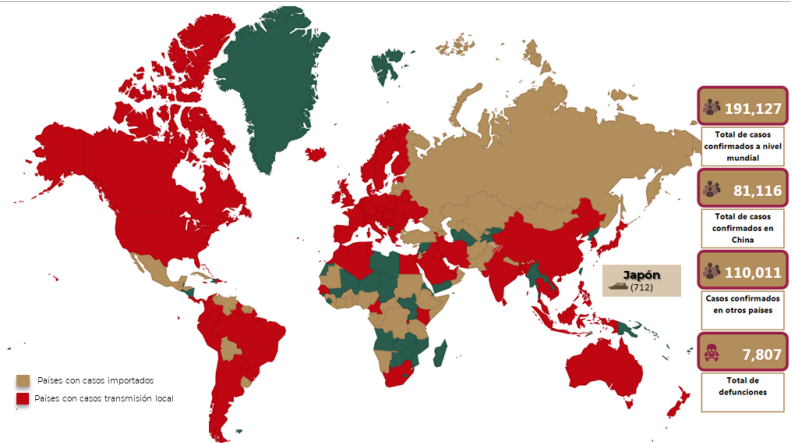 191,127
Total de casos
confirmados a nivel
mundial
81,116
Total de casos
confirmados en
China
Japón
(712)
110,011
Casos confirmados
en otros países
7,807
Total de
defunciones
Países con casos importados
Países con casos transmisión local